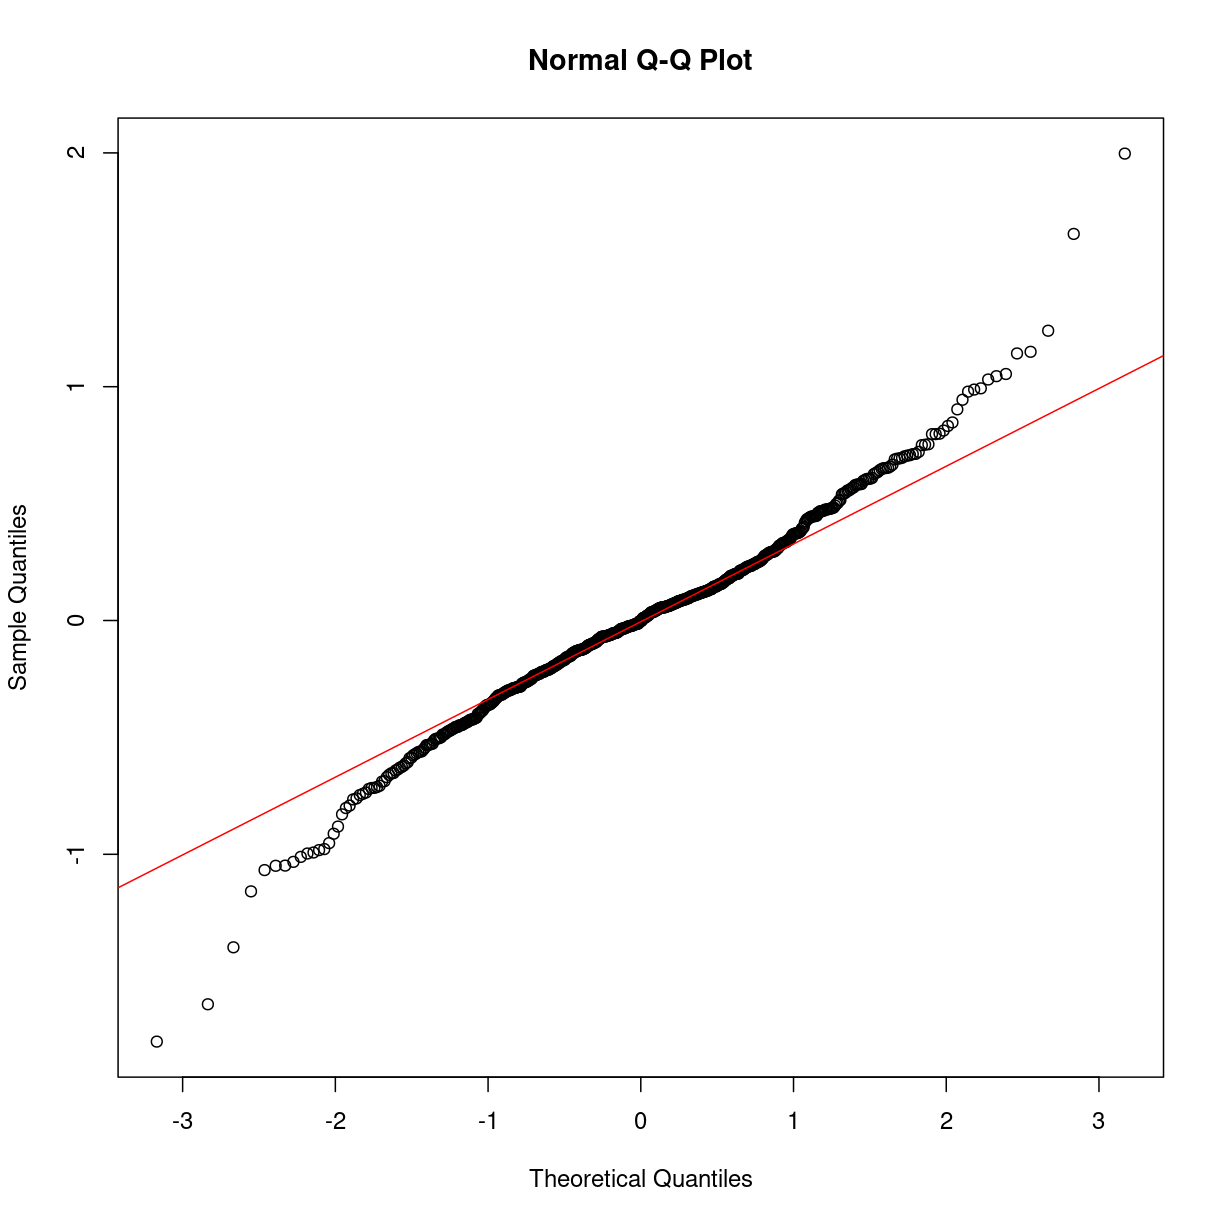 Normal Q-Q Plot
2
1
0
-1
Sample Quantiles
-3 -2 -1 0 1 2 3
Theoretical Quantiles